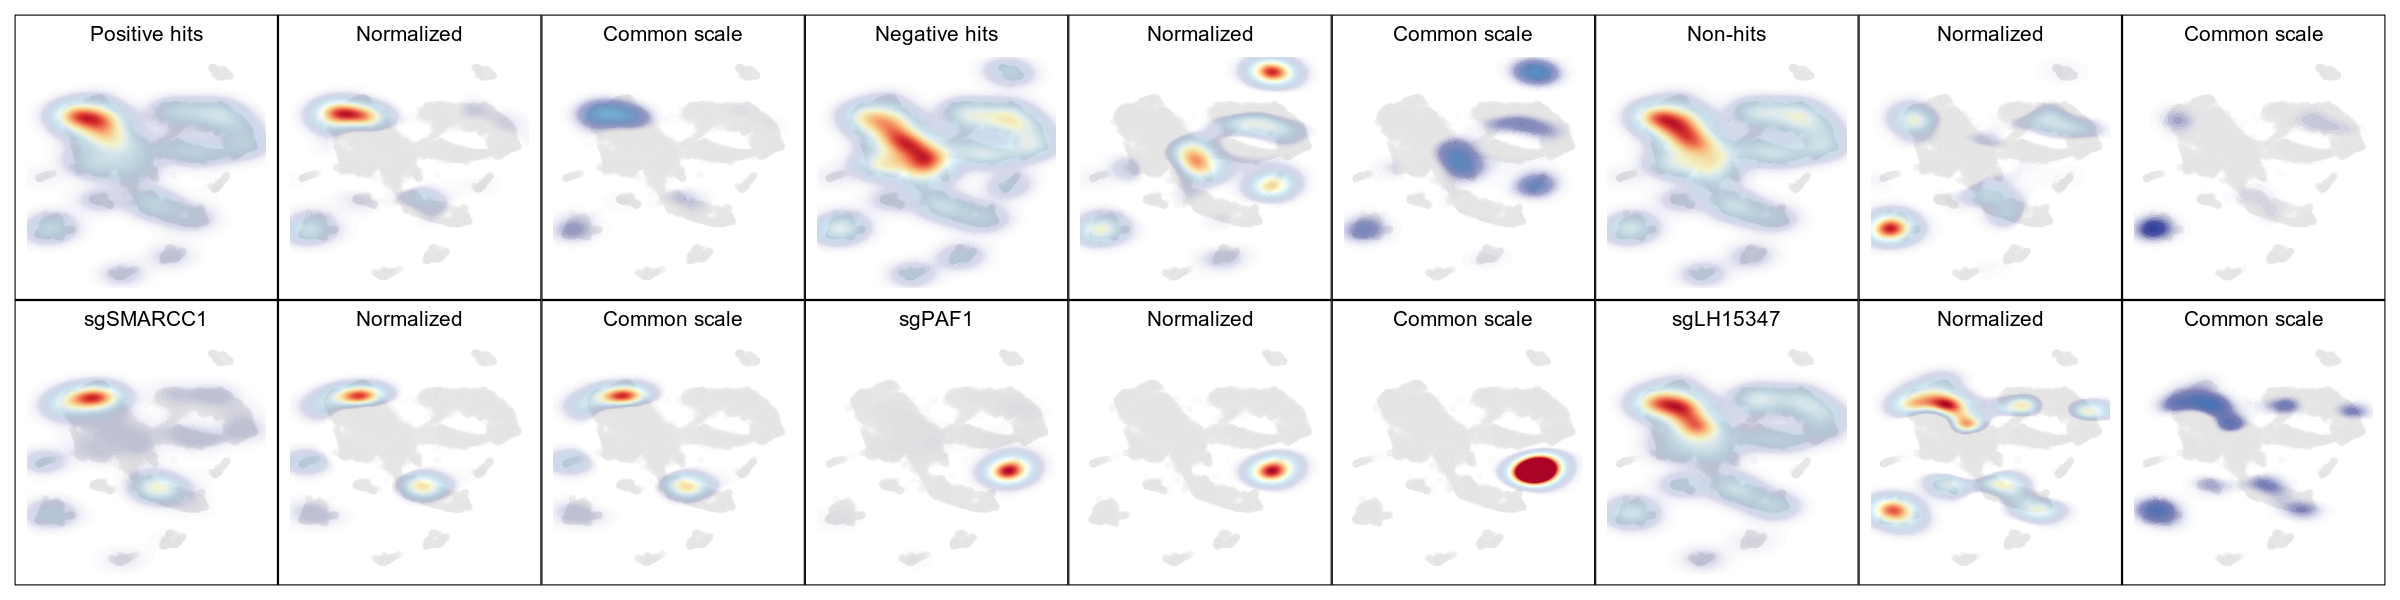 Positive hits
Normalized
Common scale
Negative hits
Normalized
Common scale
Non-hits
Normalized
Common scale
sgSMARCC1
Normalized
Common scale
sgPAF1
Normalized
Common scale
sgLH15347
Normalized
Common scale